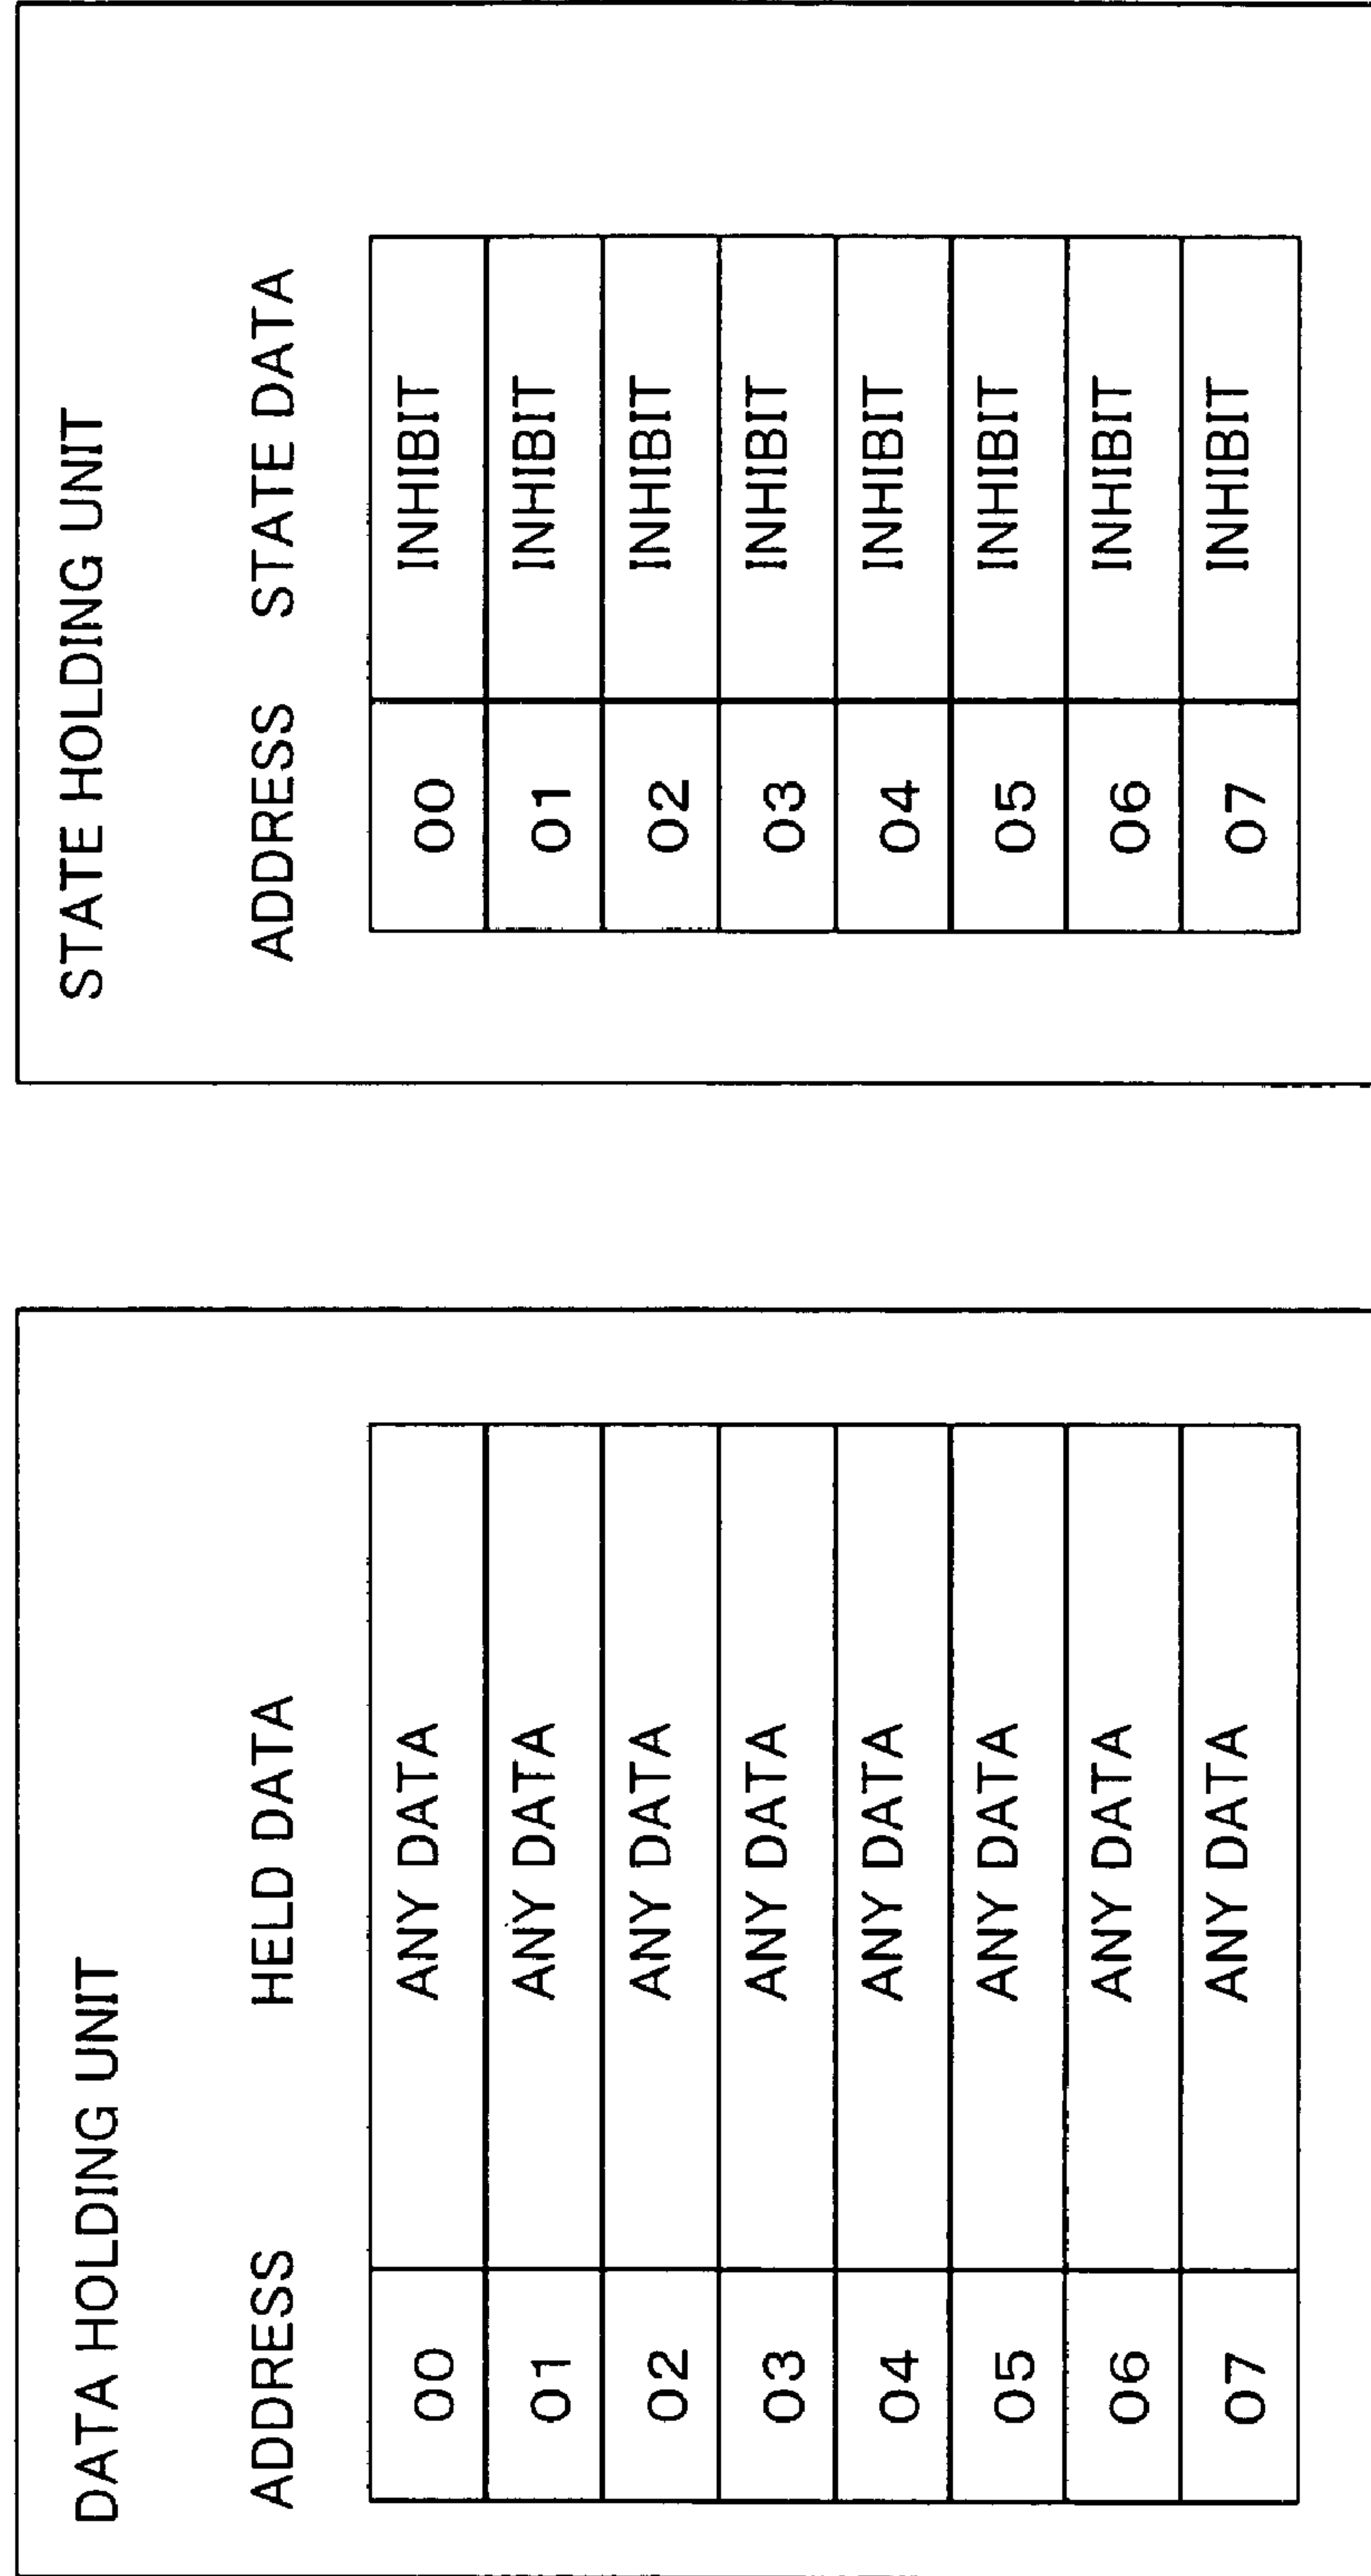 DATA HOLDING UNIT
ADDRESS HELD DATA
00 ANY DATA
01 ANY DATA
02 ANY DATA
03 ANY DATA
04 ANY DATA
05 ANY DATA
06 ANY DATA
07 ANY DATA
STATE HOLDING UNIT
ADDRESS STATE DATA
00 INHIBIT
01 INHIBIT
02 INHIBIT
03 INHIBIT
04 INHIBIT
05 INHIBIT
06 INHIBIT
07 INHIBIT